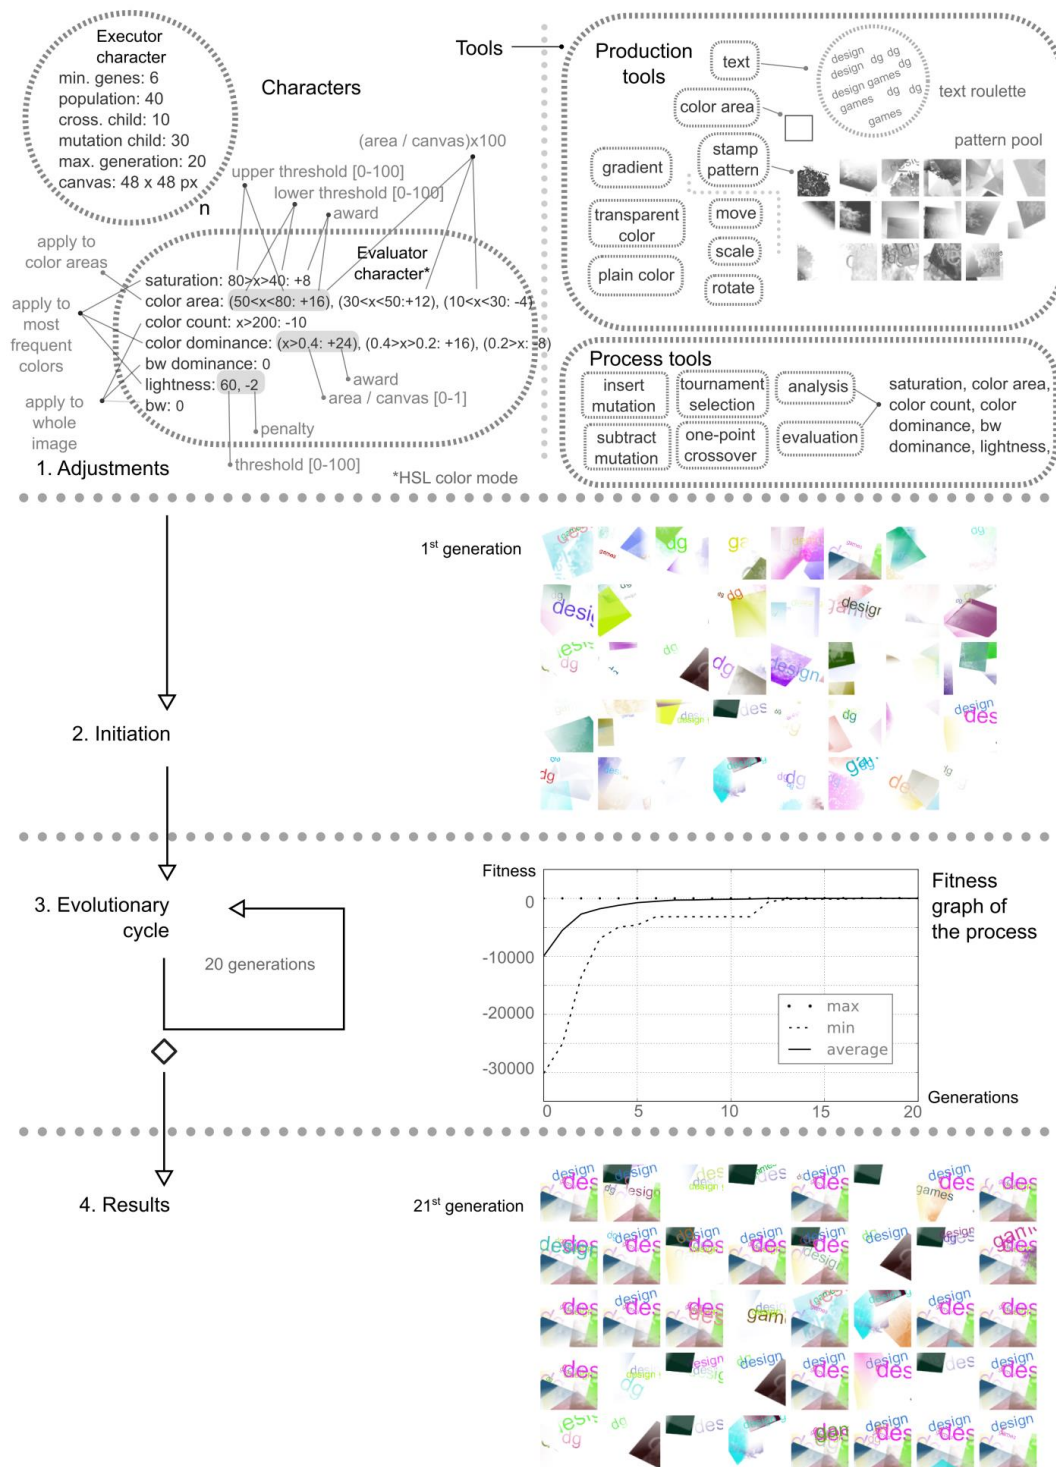 Executor
character
min. genes: 6
population: 40
cross. child: 10
mutation child: 30
max. generation: 20
canvas: 48 x 48 px
n
Characters
(area / canvas)x100
upper threshold [0-100]
lower threshold [0-100]
award
apply to
color areas
apply to
most
frequent
colors
apply to
whole
image
Evaluator
character*
saturation: 80>x>40: +8
color area: (50<x<80: +16), (30<x<50:+12), (10<x<30: -4)
color count: x>200: -10
color dominance: (x>0.4: +24), (0.4>x>0.2: +16), (0.2>x: -8)
bw dominance: 0
lightness: 60, -2
bw: 0
award
area / canvas [0-1]
penalty
threshold [0-100]
*HSL color mode
1. Adjustments
Tools
Production
tools
text
color area
stamp
pattern
gradient
transparent
color
plain color
move
scale
rotate
design
design dg dg
dg
design games
games dg dg
games
text roulette
pattern pool
Process tools
insert
mutation
tournament
selection
analysis
subtract
mutation
one-point
crossover
evaluation
saturation, color area,
color count, color
dominance, bw
dominance, lightness,
1st generation
2. Initiation
3. Evolutionary
cycle
20 generations
Fitness
0
-10000
-20000
-30000
0 5 10 15 20
Generations
max
min
average
Fitness
graph of
the process
4. Results
21st generation